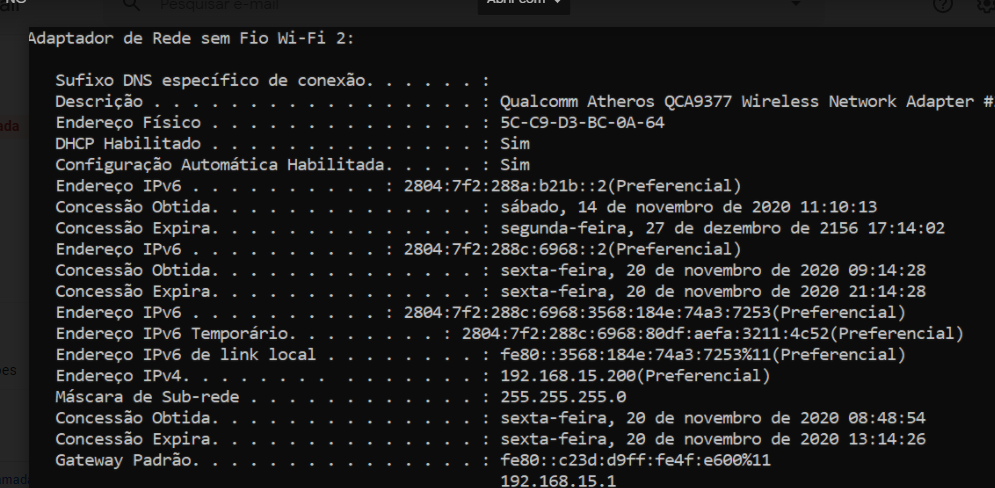 Pesquisar e-mail
Abrir com
Adaptador de Rede sem Fio Wi-Fi 2:
Sufixo DNS específico de conexão. . . . . . :
Descrição . . . . . . . . . . . . . . . . . : Qualcomm Atheros QCA9377 Wireless Network Adapter #
Endereço Físico . . . . . . . . . . . . . . : 5C-C9-D3-BC-0A-64
DHCP Habilitado . . . . . . . . . . . . . . : Sim
Configuração Automática Habilitada. . . . . : Sim
Endereço IPv6 . . . . . . . . . . : 2804:7f2:288a:b21b::2(Preferencial)
Concessão Obtida. . . . . . . . . . . . . . : sábado, 14 de novembro de 2020 11:10:13
Concessão Expira. . . . . . . . . . . . . . : segunda-feira, 27 de dezembro de 2156 17:14:02
Endereço IPv6 . . . . . . . . . . : 2804:7f2:288c:6968::2(Preferencial)
Concessão Obtida. . . . . . . . . . . . . . : sexta-feira, 20 de novembro de 2020 09:14:28
Concessão Expira. . . . . . . . . . . . . . : sexta-feira, 20 de novembro de 2020 21:14:28
Endereço IPv6 . . . . . . . . . . : 2804:7f2:288c:6968:3568:184e:74a3:7253(Preferencial)
Endereço IPv6 Temporário. . . . . . . . : 2804:7f2:288c:6968:80df:aefa:3211:4c52(Preferencial)
Endereço IPv6 de link local . . . . . . . . : fe80::3568:184e:74a3:7253%11(Preferencial)
Endereço IPv4. . . . . . . . . . . . . . . : 192.168.15.200(Preferencial)
Máscara de Sub-rede . . . . . . . . . . . . : 255.255.255.0
Concessão Obtida. . . . . . . . . . . . . . : sexta-feira, 20 de novembro de 2020 08:48:54
Concessão Expira. . . . . . . . . . . . . . : sexta-feira, 20 de novembro de 2020 13:14:26
Gateway Padrão. . . . . . . . . . . . . . . : fe80::c23d:d9ff:fe4f:e600%11
192.168.15.1